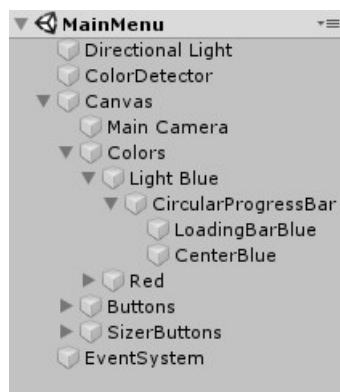 MainMenu
Directional Light
ColorDetector
Canvas
Main Camera
Colors
Light Blue
CircularProgressBar
LoadingBarBlue
CenterBlue
Red
Buttons
SizerButtons
EventSystem